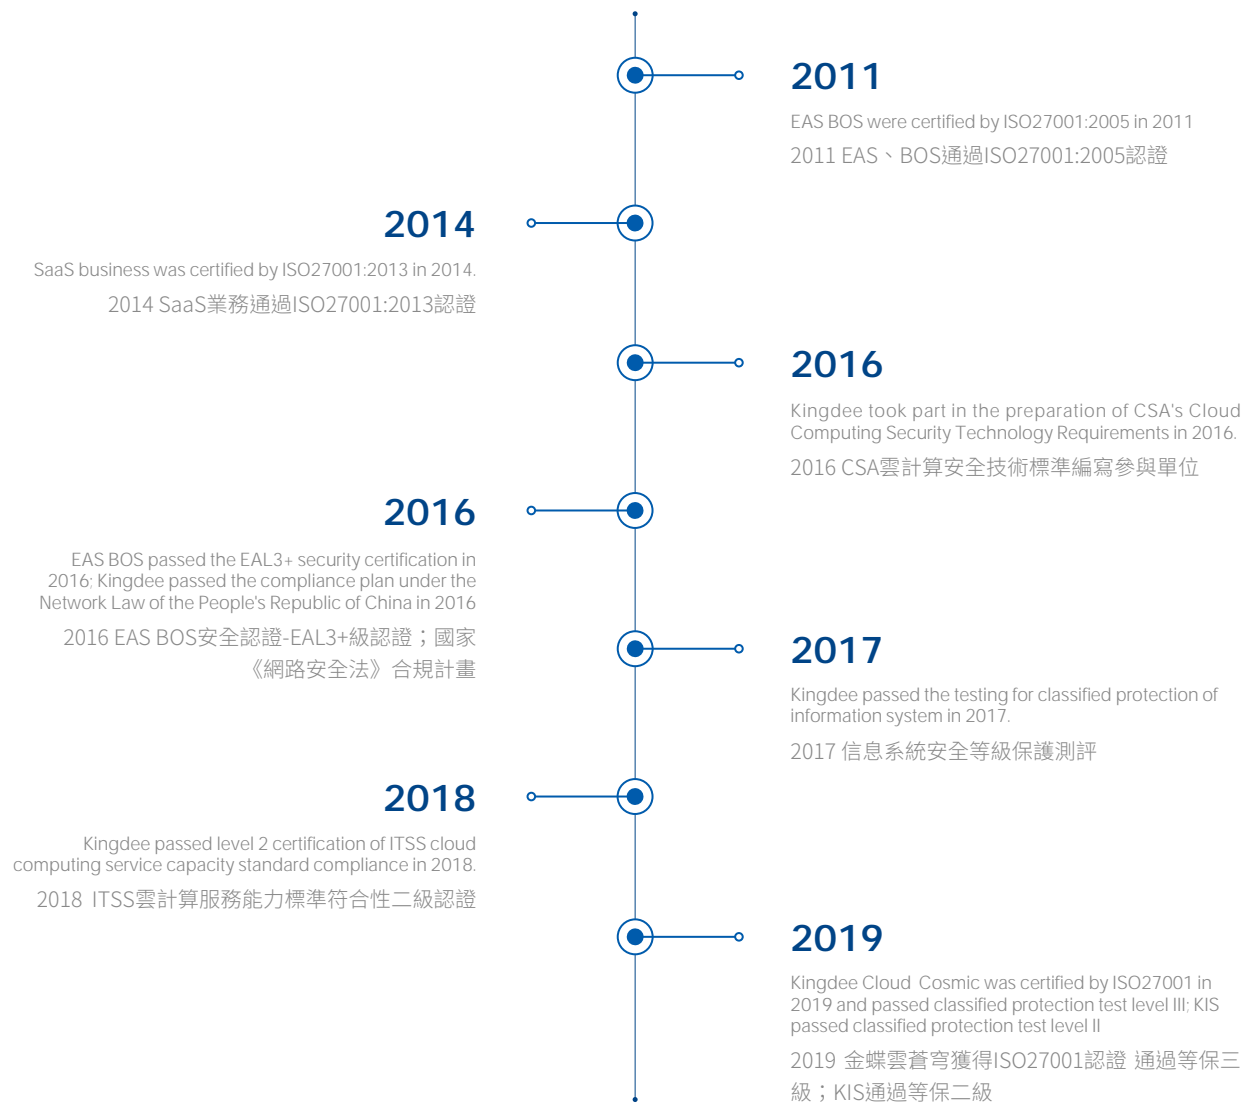 2011
EAS BOS were certified by ISO27001:2005 in 2011
2011 EAS、BOS通過ISO27001:2005認證
2014
SaaS business was certified by ISO27001:2013 in 2014.
2014 SaaS業務通過ISO27001:2013認證
2016
Kingdee took part in the preparation of CSA's Cloud
Computing Security Technology Requirements in 2016.
2016 CSA雲計算安全技術標準編寫參與單位
2016
EAS BOS passed the EAL3+ security certification in
2016; Kingdee passed the compliance plan under the
Network Law of the People's Republic of China in 2016
2016 EAS BOS安全認證-EAL3+級認證；國家
《網路安全法》合規計畫
2017
Kingdee passed the testing for classified protection of
information system in 2017.
2017 信息系統安全等級保護測評
2018
Kingdee passed level 2 certification of ITSS cloud
computing service capacity standard compliance in 2018.
2018 ITSS雲計算服務能力標準符合性二級認證
2019
Kingdee Cloud Cosmic was certified by ISO27001 in
2019 and passed classified protection test level III; KIS
passed classified protection test level II
2019 金蝶雲蒼穹獲得ISO27001認證 通過等保三
級；KIS通過等保二級